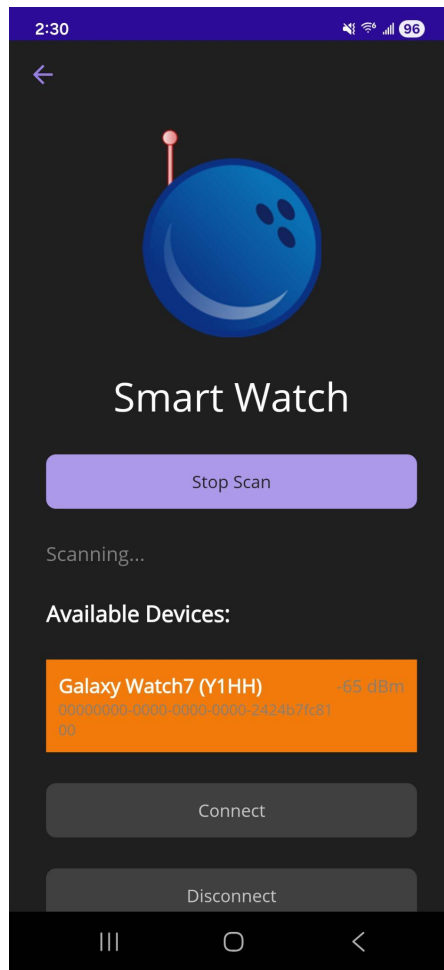 2:30
96
Smart Watch
Stop Scan
Scanning...
Available Devices:
Galaxy Watch7 (Y1HH) -65 dBm
00000000-0000-0000-0000-2424b7fc81
00
Connect
Disconnect